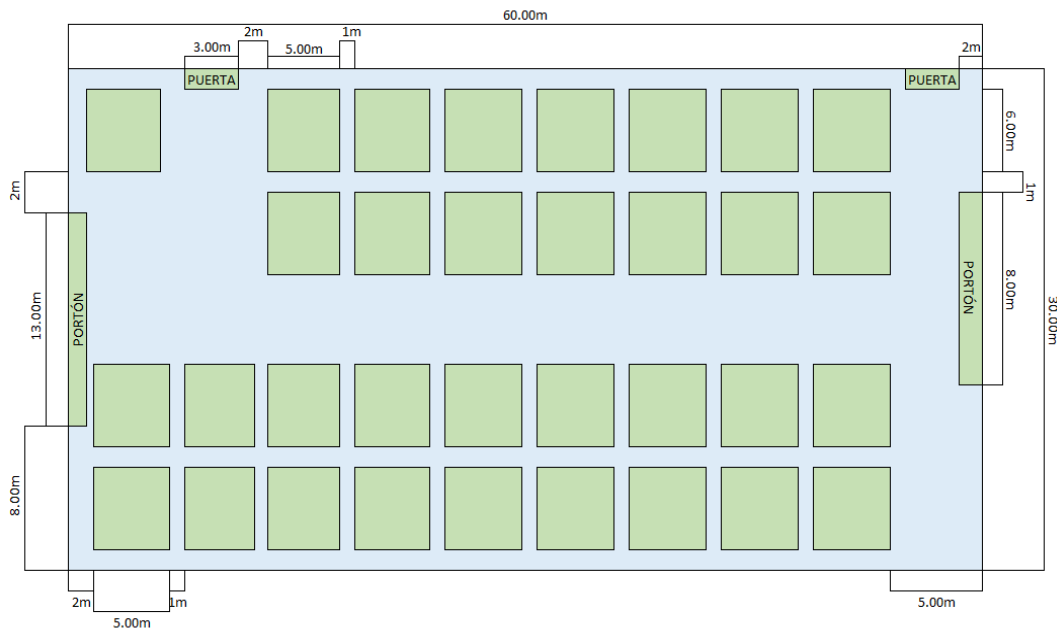 60.00m
2m
1m
3.00m
5.00m
2m
PUERTA
PUERTA
6.00m
2m
1m
PORTÓN
8.00m
13.00m
PORTÓN
30.00m
8.00m
2m
1m
5.00m
5.00m